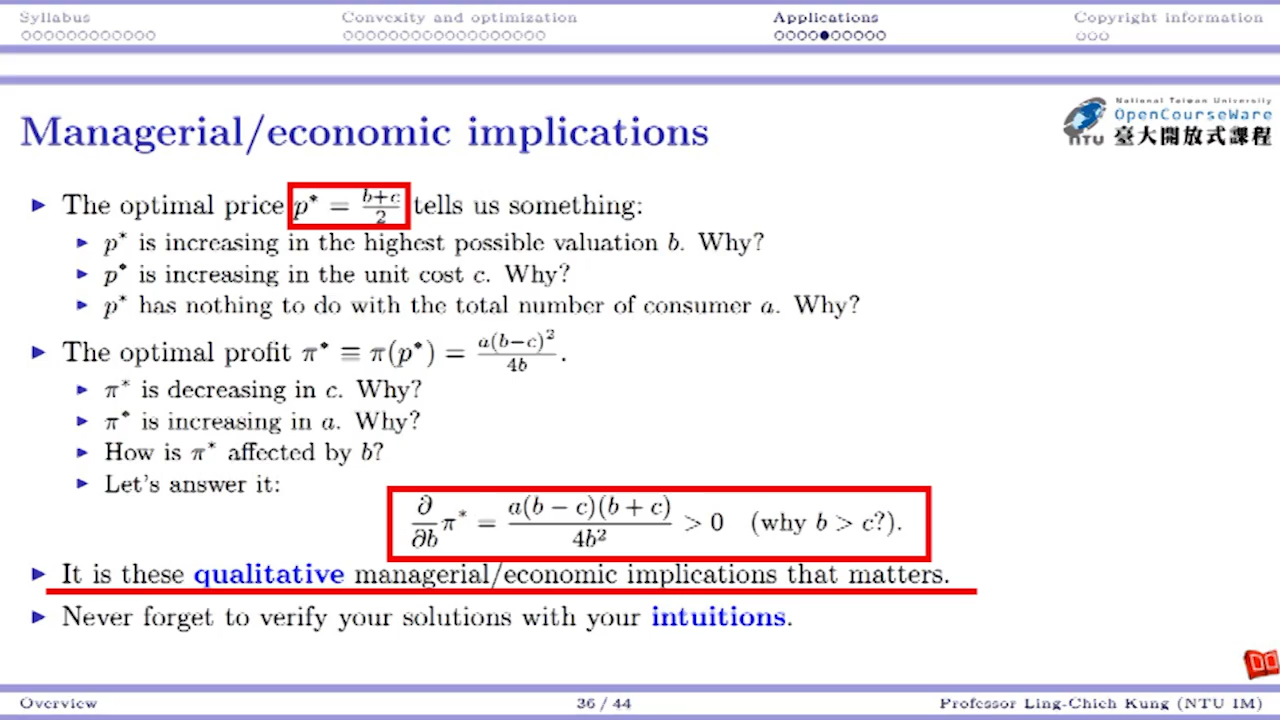 Syllabus Convexity and optimization Applications Copyright information
Managerial/economic implications
National Taiwan University
OpenCourseWare
NTU 臺大開放式課程
▶ The optimal price p* = (b+c)/2 tells us something:
▶ p* is increasing in the highest possible valuation b. Why?
▶ p* is increasing in the unit cost c. Why?
▶ p* has nothing to do with the total number of consumer a. Why?
▶ The optimal profit π* ≡ π(p*) = a(b−c)²/4b.
▶ π* is decreasing in c. Why?
▶ π* is increasing in a. Why?
▶ How is π* affected by b?
▶ Let's answer it:
∂/∂b π* = a(b − c)(b + c)/4b² > 0 (why b > c?).
▶ It is these qualitative managerial/economic implications that matters.
▶ Never forget to verify your solutions with your intuitions.
Overview 36 / 44 Professor Ling-Chieh Kung (NTU IM)